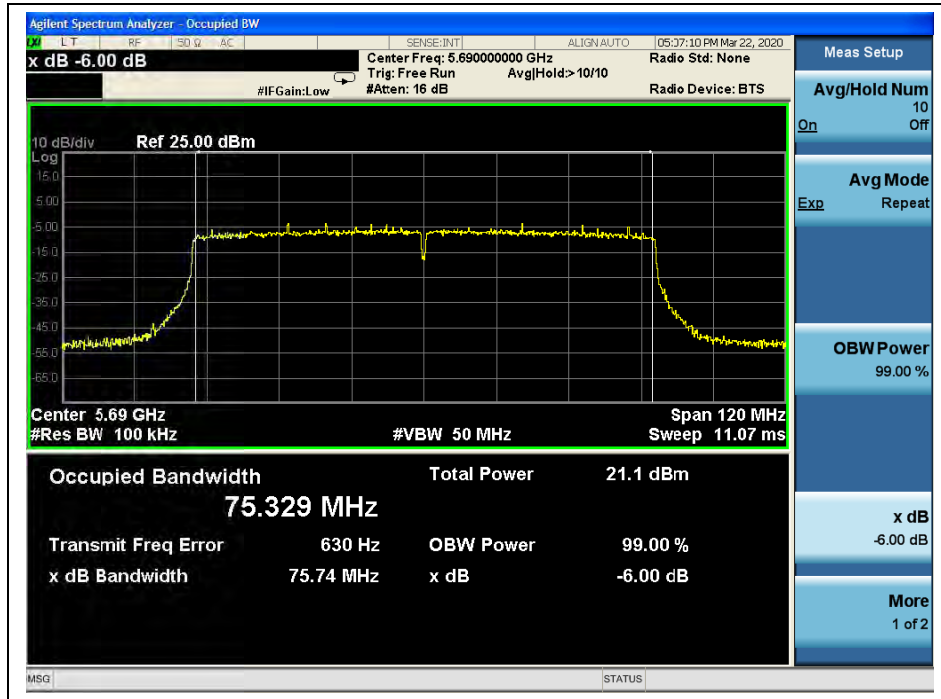 Agilent Spectrum Analyzer - Occupied BW
LXI LT RF 50 Ω AC SENSE:INT ALIGN AUTO 05:37:10 PM Mar 22, 2020
x dB -6.00 dB
Center Freq: 5.690000000 GHz
Radio Std: None
Trig: Free Run Avg|Hold:>10/10
#IFGain:Low #Atten: 16 dB
Radio Device: BTS
10 dB/div Ref 25.00 dBm
Log
15.0
5.00
-5.00
-15.0
-25.0
-35.0
-45.0
-55.0
-65.0
Center 5.69 GHz Span 120 MHz
#Res BW 100 kHz #VBW 50 MHz Sweep 11.07 ms
Occupied Bandwidth Total Power 21.1 dBm
75.329 MHz
Transmit Freq Error 630 Hz OBW Power 99.00 %
x dB Bandwidth 75.74 MHz x dB -6.00 dB
MSG STATUS
Meas Setup
Avg/Hold Num
10
On Off
Avg Mode
Exp Repeat
OBW Power
99.00 %
x dB
-6.00 dB
More
1 of 2